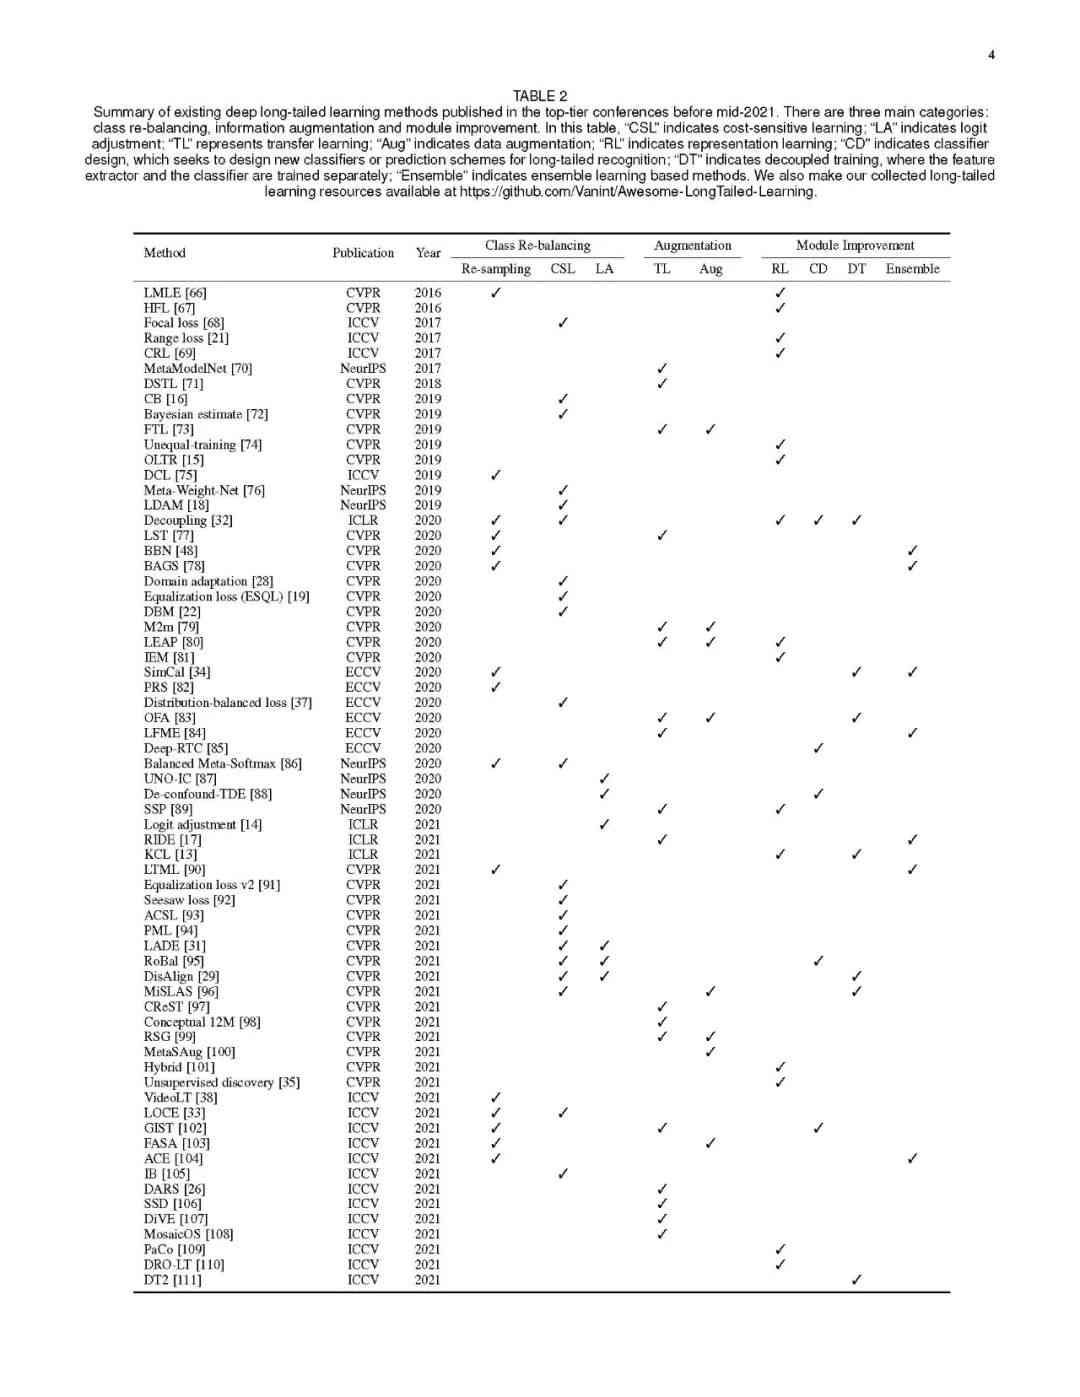 4
TABLE 2
Summary of existing deep long-tailed learning methods published in the top-tier conferences before mid-2021. There are three main categories:
class re-balancing, information augmentation and module improvement. In this table, “CSL” indicates cost-sensitive learning; “LA” indicates logit
adjustment; “TL” represents transfer learning; “Aug” indicates data augmentation; “RL” indicates representation learning; “CD” indicates classifier
design, which seeks to design new classifiers or prediction schemes for long-tailed recognition; “DT” indicates decoupled training, where the feature
extractor and the classifier are trained separately; “Ensemble” indicates ensemble learning based methods. We also make our collected long-tailed
learning resources available at https://github.com/Vanint/Awesome-LongTailed-Learning.
Method Publication Year Class Re-balancing Augmentation Module Improvement
Re-sampling CSL LA TL Aug RL CD DT Ensemble
LMLE [66] CVPR 2016 ✓ ✓
HFL [67] CVPR 2016 ✓
Focal loss [68] ICCV 2017 ✓
Range loss [21] ICCV 2017 ✓
CRL [69] ICCV 2017 ✓
MetaModelNet [70] NeurIPS 2017 ✓
DSTL [71] CVPR 2018 ✓
CB [16] CVPR 2019 ✓
Bayesian estimate [72] CVPR 2019 ✓
FTL [73] CVPR 2019 ✓ ✓
Unequal-training [74] CVPR 2019 ✓
OLTR [15] CVPR 2019 ✓
DCL [75] ICCV 2019 ✓
Meta-Weight-Net [76] NeurIPS 2019 ✓
LDAM [18] NeurIPS 2019 ✓
Decoupling [32] ICLR 2020 ✓ ✓ ✓ ✓ ✓
LST [77] CVPR 2020 ✓ ✓
BBN [48] CVPR 2020 ✓ ✓
BAGS [78] CVPR 2020 ✓ ✓
Domain adaptation [28] CVPR 2020 ✓
Equalization loss (ESQL) [19] CVPR 2020 ✓
DBM [22] CVPR 2020 ✓
M2m [79] CVPR 2020 ✓ ✓
LEAP [80] CVPR 2020 ✓ ✓ ✓
IEM [81] CVPR 2020 ✓
SimCal [34] ECCV 2020 ✓ ✓ ✓
PRS [82] ECCV 2020 ✓
Distribution-balanced loss [37] ECCV 2020 ✓
OFA [83] ECCV 2020 ✓ ✓ ✓
LFME [84] ECCV 2020 ✓ ✓
Deep-RTC [85] ECCV 2020 ✓
Balanced Meta-Softmax [86] NeurIPS 2020 ✓ ✓
UNO-IC [87] NeurIPS 2020 ✓
De-confound-TDE [88] NeurIPS 2020 ✓ ✓
SSP [89] NeurIPS 2020 ✓ ✓
Logit adjustment [14] ICLR 2021 ✓
RIDE [17] ICLR 2021 ✓ ✓
KCL [13] ICLR 2021 ✓ ✓
LTML [90] CVPR 2021 ✓ ✓
Equalization loss v2 [91] CVPR 2021 ✓
Seesaw loss [92] CVPR 2021 ✓
ACSL [93] CVPR 2021 ✓
PML [94] CVPR 2021 ✓
LADE [31] CVPR 2021 ✓ ✓
RoBal [95] CVPR 2021 ✓ ✓ ✓
DisAlign [29] CVPR 2021 ✓ ✓ ✓
MiSLAS [96] CVPR 2021 ✓ ✓ ✓
CReST [97] CVPR 2021 ✓
Conceptual 12M [98] CVPR 2021 ✓
RSG [99] CVPR 2021 ✓ ✓
MetaSAug [100] CVPR 2021 ✓
Hybrid [101] CVPR 2021 ✓
Unsupervised discovery [35] CVPR 2021 ✓
VideoLT [38] ICCV 2021 ✓
LOCE [33] ICCV 2021 ✓ ✓
GIST [102] ICCV 2021 ✓ ✓ ✓
FASA [103] ICCV 2021 ✓ ✓
ACE [104] ICCV 2021 ✓ ✓
IB [105] ICCV 2021 ✓
DARS [26] ICCV 2021 ✓
SSD [106] ICCV 2021 ✓
DiVE [107] ICCV 2021 ✓
MosaicOS [108] ICCV 2021 ✓
PaCo [109] ICCV 2021 ✓
DRO-LT [110] ICCV 2021 ✓
DT2 [111] ICCV 2021 ✓